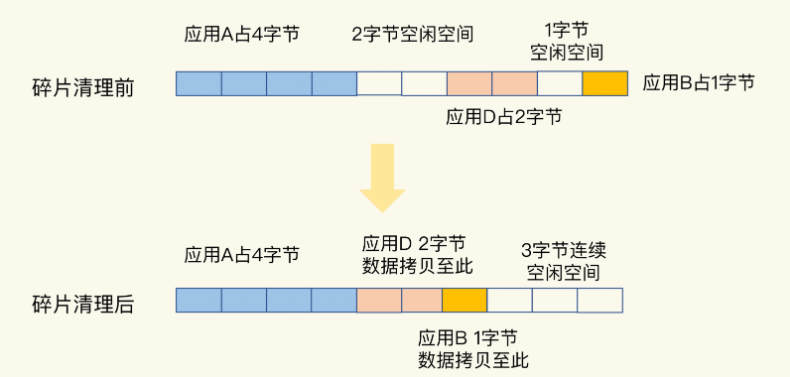 应用A占4字节
2字节空闲空间
1字节
空闲空间
碎片清理前
应用B占1字节
应用D占2字节
应用A占4字节
应用D 2字节
数据拷贝至此
3字节连续
空闲空间
碎片清理后
应用B 1字节
数据拷贝至此